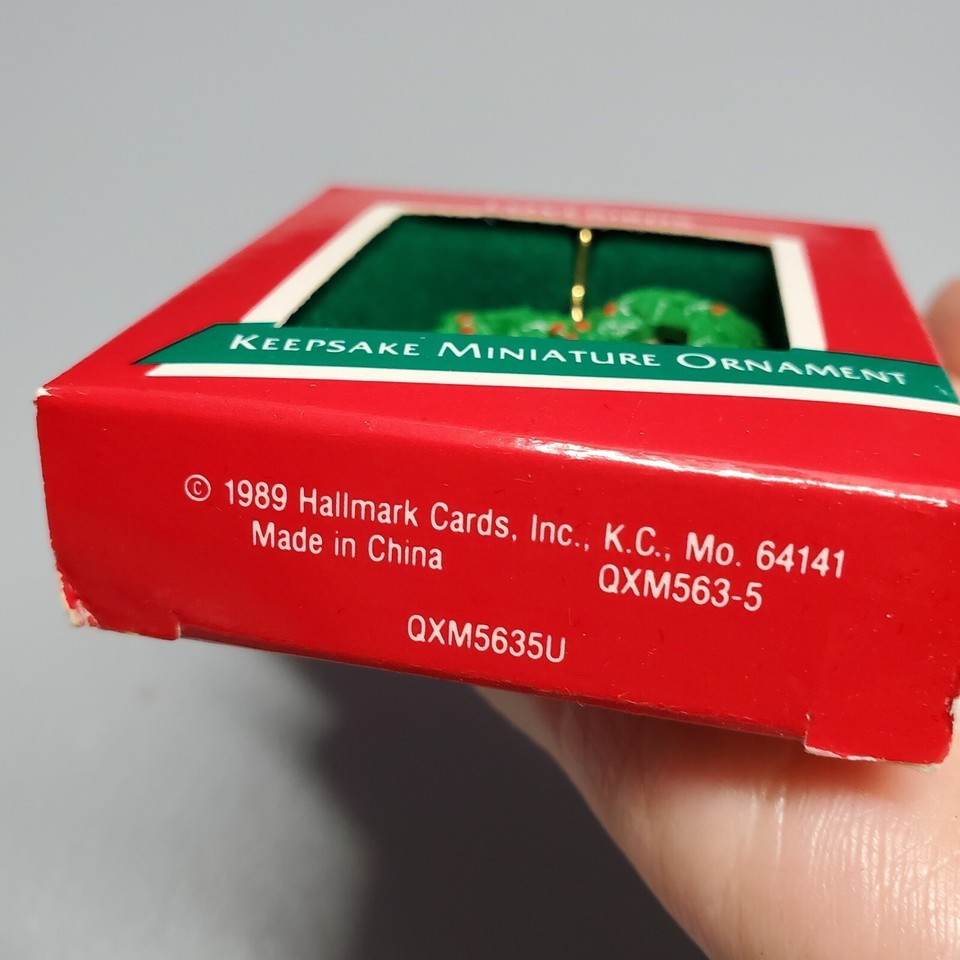 KEEPSAKE MINIATURE ORNAMENT
© 1989 Hallmark Cards, Inc., K.C., Mo. 64141
Made in China
QXM563-5
QXM5635U